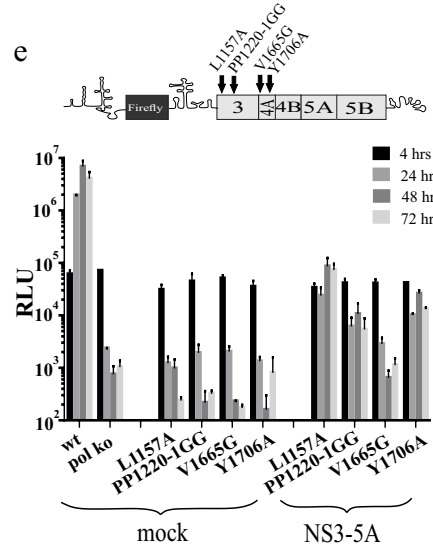 e
L1157A
PP1220-1GG
V1665G
Y1706A
Firefly
3 4A 4B 5A 5B
4 hrs
24 hr
48 hr
72 hr
RLU
10^7
10^6
10^5
10^4
10^3
10^2
wt
pol ko
L1157A
PP1220-1GG
V1665G
Y1706A
L1157A
PP1220-1GG
V1665G
Y1706A
mock
NS3-5A